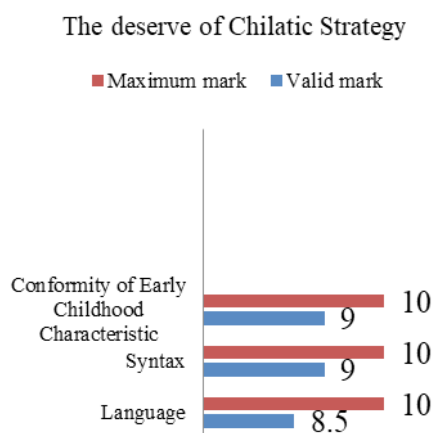 The deserve of Chilatic Strategy
Maximum mark Valid mark
Conformity of Early
Childhood
Characteristic
10
9
Syntax
10
9
Language
10
8.5